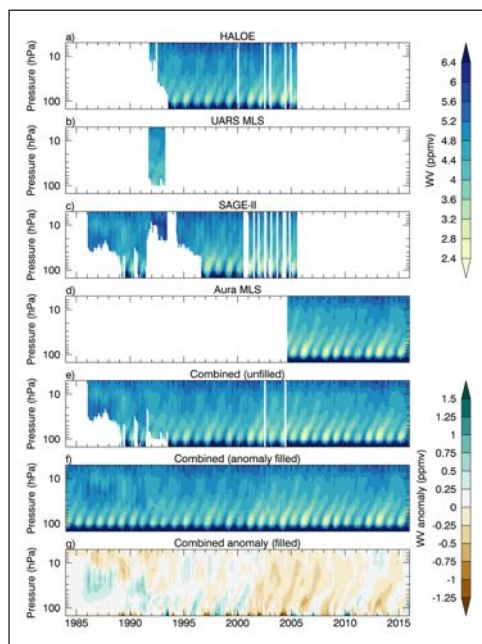 a) HALOE
Pressure (hPa)
10
100
b) UARS MLS
Pressure (hPa)
10
100
c) SAGE-II
Pressure (hPa)
10
100
d) Aura MLS
Pressure (hPa)
10
100
e) Combined (unfilled)
Pressure (hPa)
10
100
f) Combined (anomaly filled)
Pressure (hPa)
10
100
g) Combined anomaly (filled)
Pressure (hPa)
10
100
1985 1990 1995 2000 2005 2010 2015
6.4
6
5.6
5.2
4.8
4.4
4
3.6
3.2
2.8
2.4
WV (ppmv)
1.5
1.25
1
0.75
0.5
0.25
0
-0.25
-0.5
-0.75
-1
-1.25
WV anomaly (ppmv)